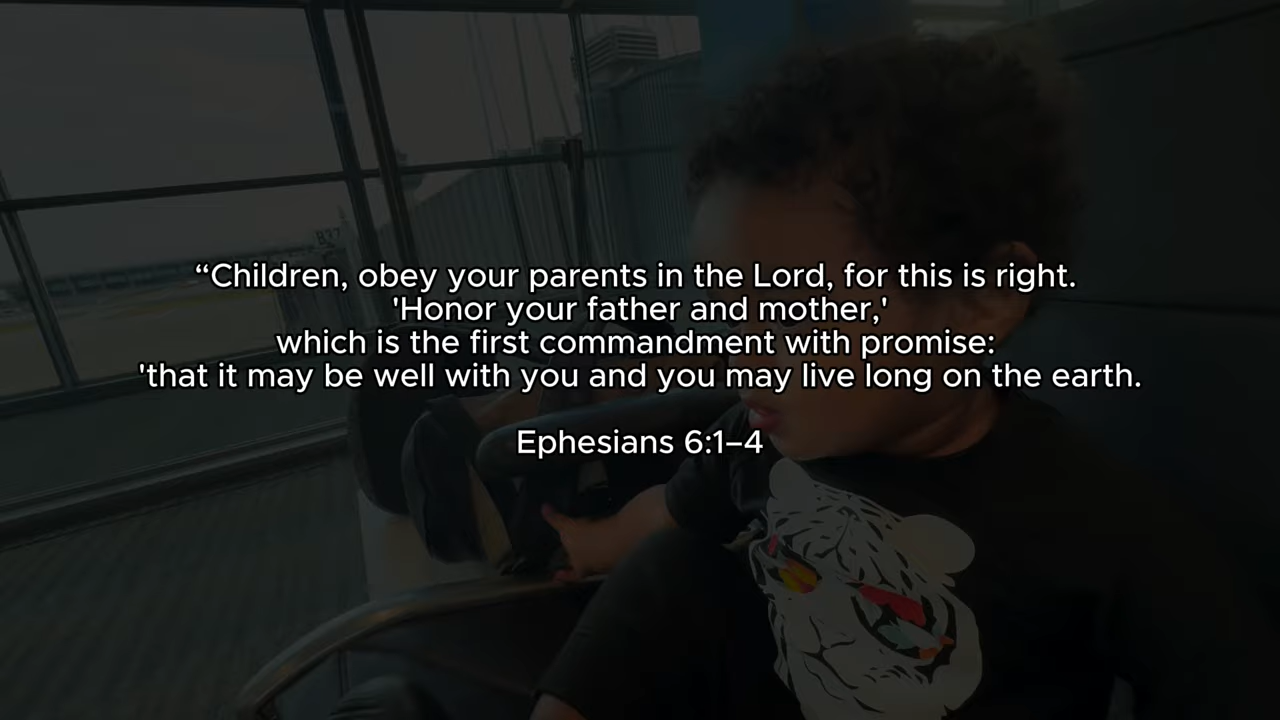 “Children, obey your parents in the Lord, for this is right.
'Honor your father and mother,'
which is the first commandment with promise:
'that it may be well with you and you may live long on the earth.
Ephesians 6:1–4
B37